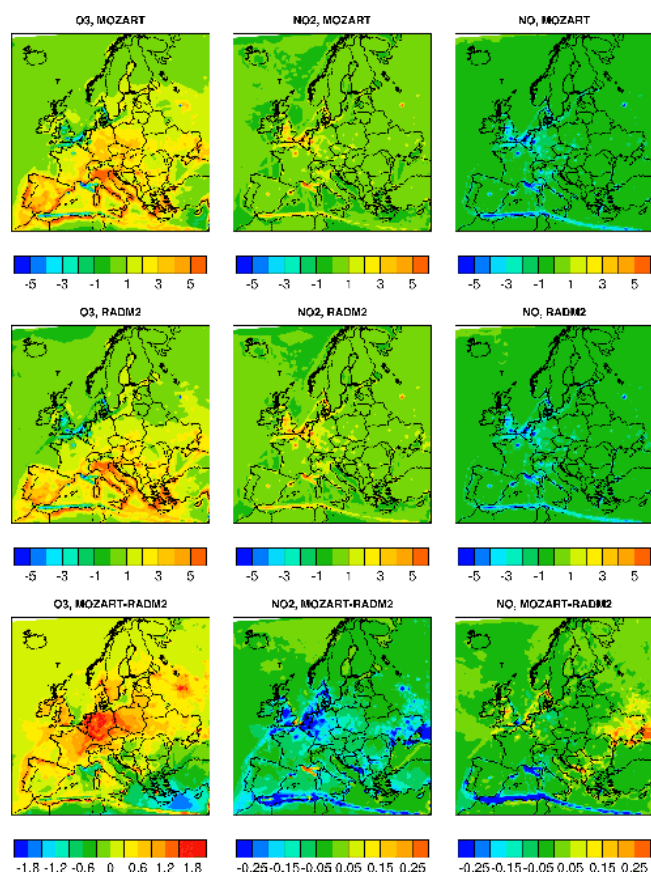 O3, MOZART NO2, MOZART NO, MOZART
-5 -3 -1 1 3 5 -5 -3 -1 1 3 5 -5 -3 -1 1 3 5
O3, RADM2 NO2, RADM2 NO, RADM2
-5 -3 -1 1 3 5 -5 -3 -1 1 3 5 -5 -3 -1 1 3 5
O3, MOZART-RADM2 NO2, MOZART-RADM2 NO, MOZART-RADM2
-1.8 -1.2 -0.6 0 0.6 1.2 1.8 -0.25-0.15-0.05 0.05 0.15 0.25 -0.25-0.15-0.05 0.05 0.15 0.25